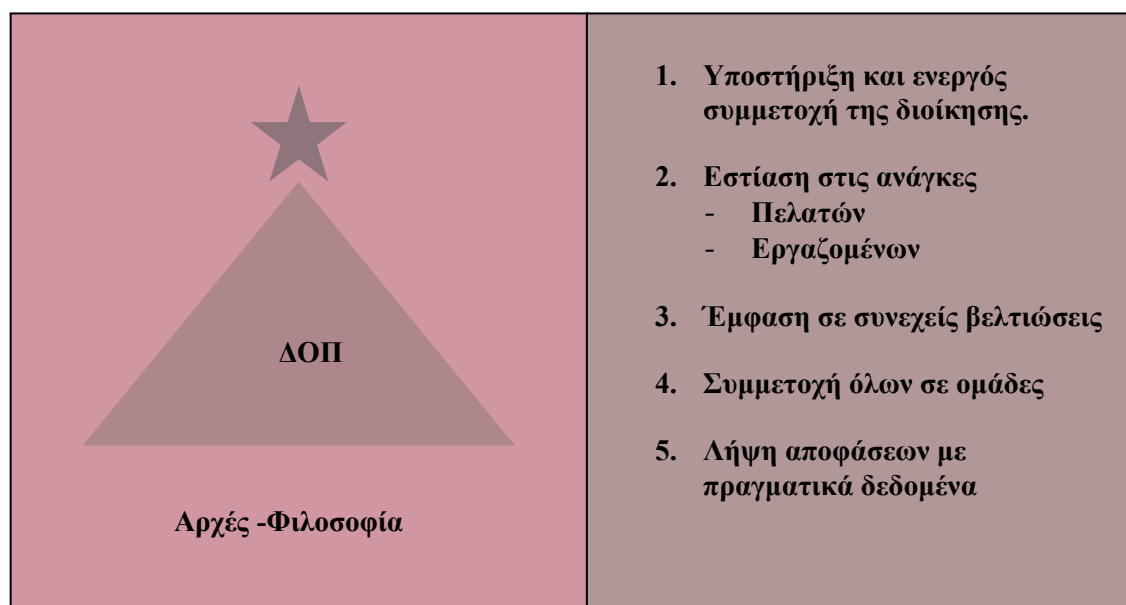 ΔΟΠ
Αρχές -Φιλοσοφία
1. Υποστήριξη και ενεργός
συμμετοχή της διοίκησης.
2. Εστίαση στις ανάγκες
- Πελατών
- Εργαζομένων
3. Έμφαση σε συνεχείς βελτιώσεις
4. Συμμετοχή όλων σε ομάδες
5. Λήψη αποφάσεων με
πραγματικά δεδομένα